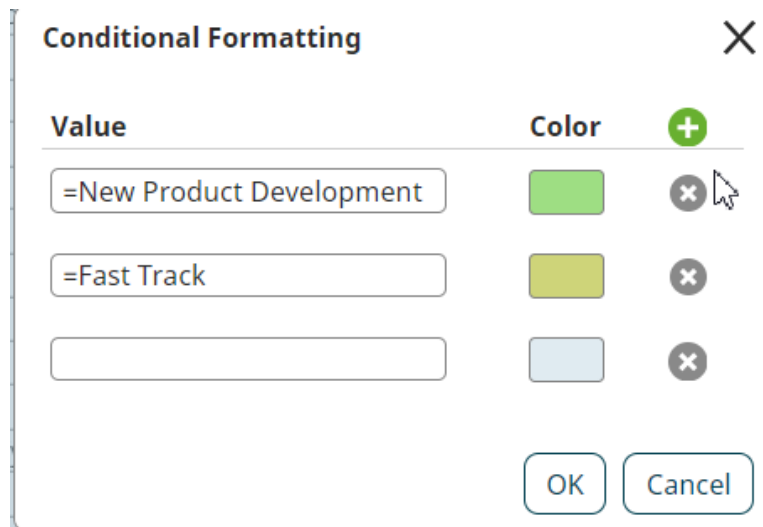 Conditional Formatting
Value Color
=New Product Development
=Fast Track
OK Cancel